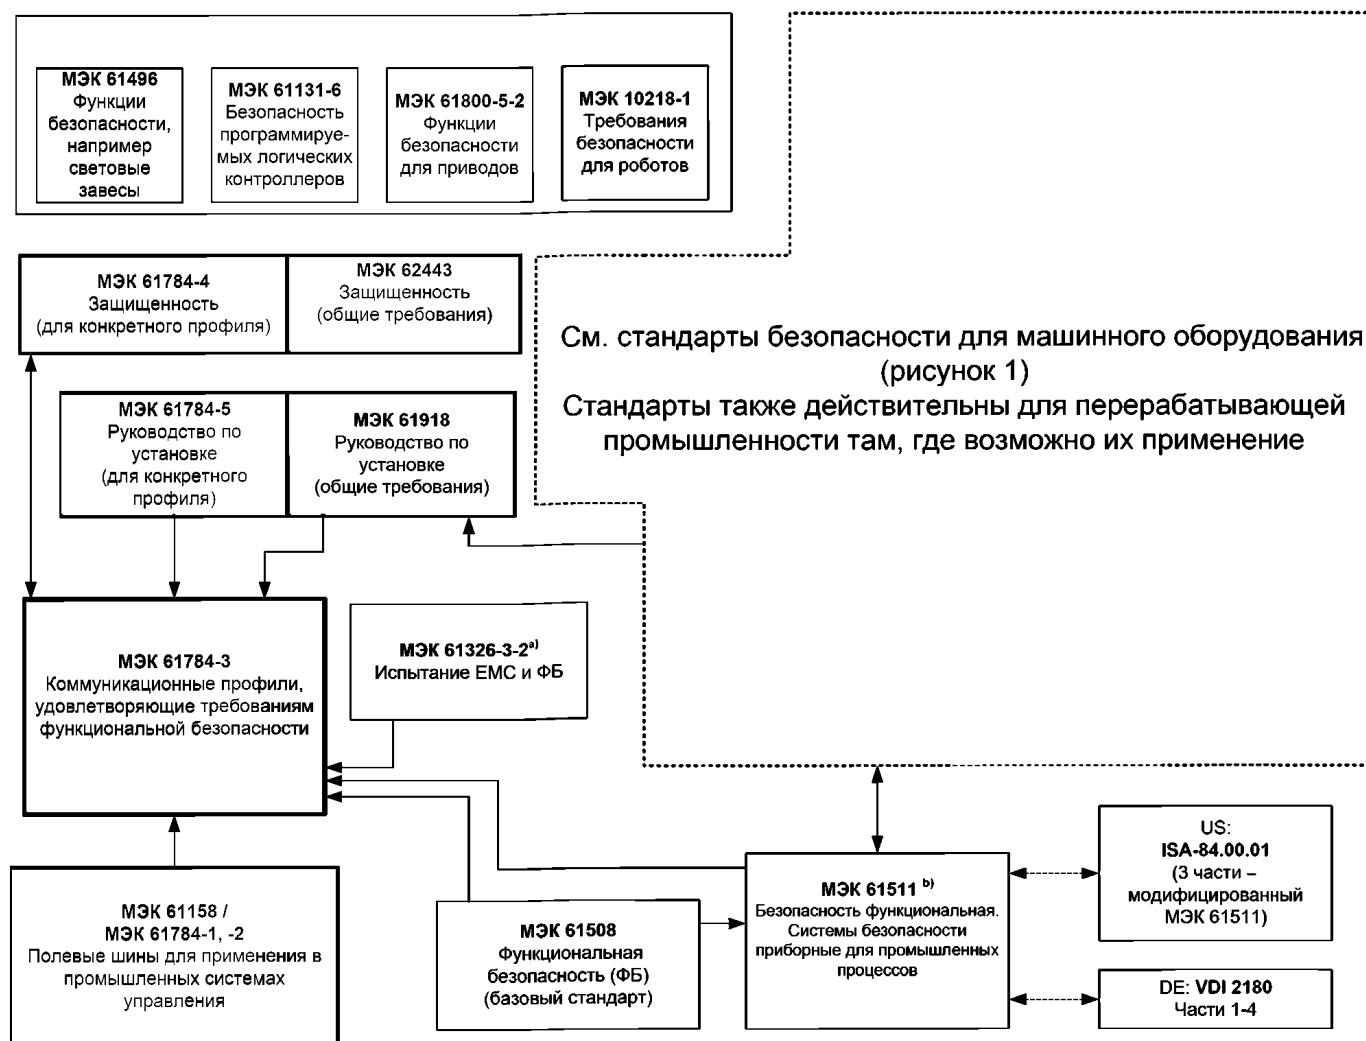 МЭК 61496
Функции
безопасности,
например
световые
завесы
МЭК 61131-6
Безопасность
программируе-
мых логических
контроллеров
МЭК 61800-5-2
Функции
безопасности
для приводов
МЭК 10218-1
Требования
безопасности
для роботов
МЭК 61784-4
Защищенность
(для конкретного профиля)
МЭК 62443
Защищенность
(общие требования)
См. стандарты безопасности для машинного оборудования
(рисунок 1)
Стандарты также действительны для перерабатывающей
промышленности там, где возможно их применение
МЭК 61784-5
Руководство по
установке
(для конкретного
профиля)
МЭК 61918
Руководство по
установке
(общие требования)
МЭК 61784-3
Коммуникационные профили,
удовлетворяющие требованиям
функциональной безопасности
МЭК 61326-3-2a)
Испытание ЕМС и ФБ
МЭК 61158 /
МЭК 61784-1, -2
Полевые шины для применения в
промышленных системах
управления
МЭК 61508
Функциональная
безопасность (ФБ)
(базовый стандарт)
МЭК 61511 b)
Безопасность функциональная.
Системы безопасности
приборные для промышленных
процессов
US:
ISA-84.00.01
(3 части –
модифицированный
МЭК 61511)
DE: VDI 2180
Части 1-4